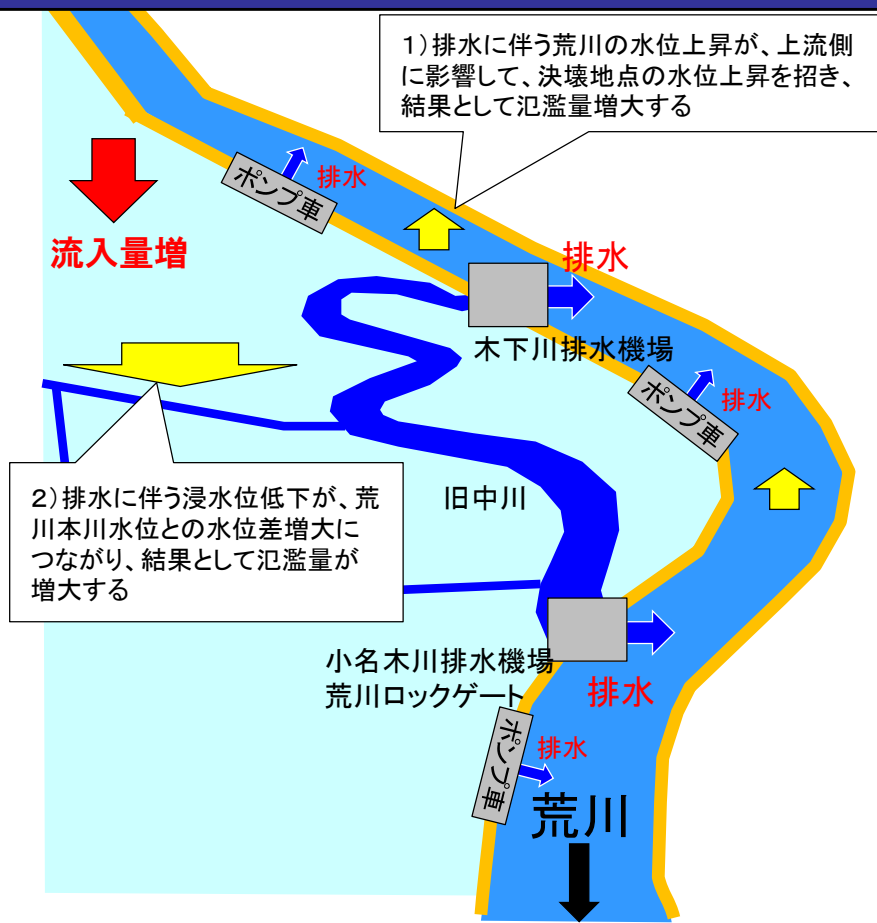 1）排水に伴う荒川の水位上昇が、上流側
に影響して、決壊地点の水位上昇を招き、
結果として氾濫量増大する
排水
ポンプ車
流入量増
排水
木下川排水機場
ポンプ車
排水
2）排水に伴う浸水位低下が、荒
川本川水位との水位差増大に
つながり、結果として氾濫量が
増大する
旧中川
小名木川排水機場
荒川ロックゲート
排水
ポンプ車
排水
荒川